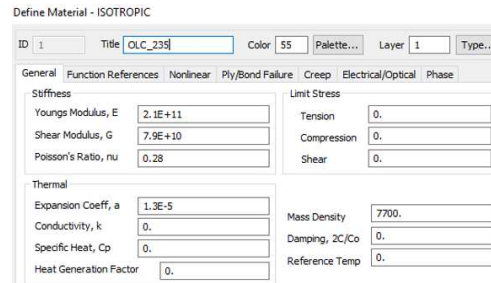 Define Material - ISOTROPIC
ID 1 Title OLC_235 Color 55 Palette... Layer 1 Type..
General Function References Nonlinear Ply/Bond Failure Creep Electrical/Optical Phase
Stiffness Limit Stress
Youngs Modulus, E 2.1E+11 Tension 0.
Shear Modulus, G 7.9E+10 Compression 0.
Poisson's Ratio, nu 0.28 Shear 0.
Thermal
Expansion Coeff, a 1.3E-5 Mass Density 7700.
Conductivity, k 0. Damping, 2C/Co 0.
Specific Heat, Cp 0. Reference Temp 0.
Heat Generation Factor 0.